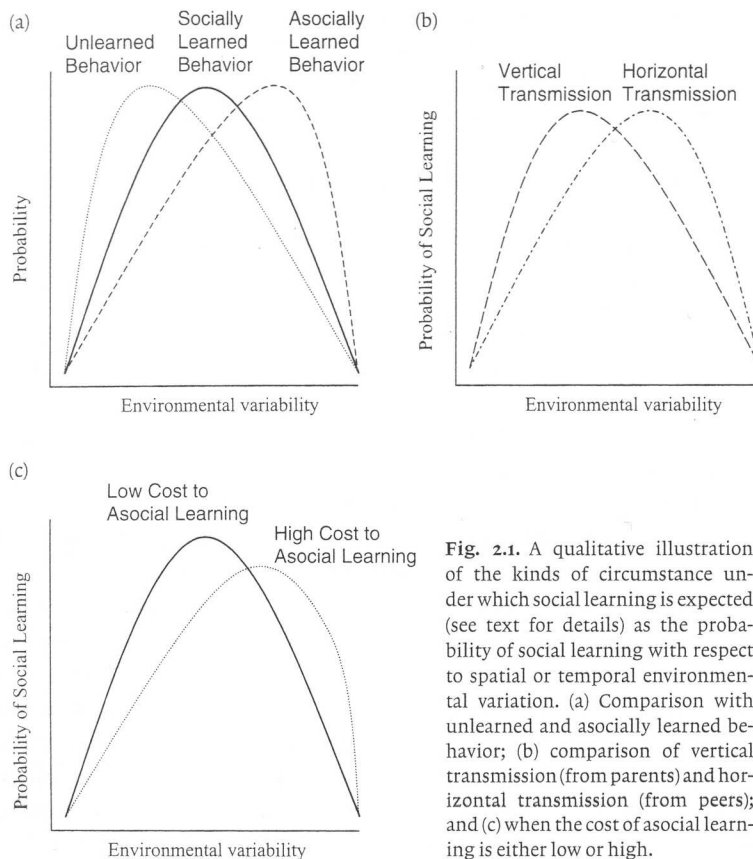 (a)
Unlearned
Behavior
Socially
Learned
Behavior
Asocially
Learned
Behavior
Probability
Environmental variability
(b)
Vertical
Transmission
Horizontal
Transmission
Probability of Social Learning
Environmental variability
(c)
Low Cost to
Asocial Learning
High Cost to
Asocial Learning
Probability of Social Learning
Environmental variability
Fig. 2.1. A qualitative illustration
of the kinds of circumstance un-
der which social learning is expected
(see text for details) as the proba-
bility of social learning with respect
to spatial or temporal environmen-
tal variation. (a) Comparison with
unlearned and asocially learned be-
havior; (b) comparison of vertical
transmission (from parents) and hor-
izontal transmission (from peers);
and (c) when the cost of asocial learn-
ing is either low or high.